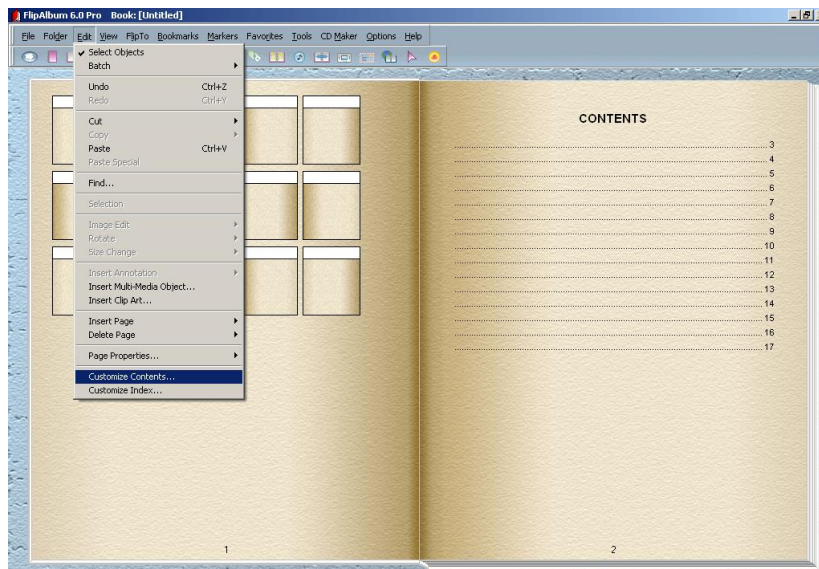 FlipAlbum 6.0 Pro Book: [Untitled]
File Folder Edit View FlipTo Bookmarks Markers Favorites Tools CD Maker Options Help
Select Objects
Batch
Undo Ctrl+Z
Redo Ctrl+Y
Cut
Copy
Paste Ctrl+V
Paste Special
Find...
Selection
Image Edit
Rotate
Size Change
Insert Annotation
Insert Multi-Media Object...
Insert Clip Art...
Insert Page
Delete Page
Page Properties...
Customize Contents...
Customize Index...
1
CONTENTS
3
4
5
6
7
8
9
10
11
12
13
14
15
16
17
2